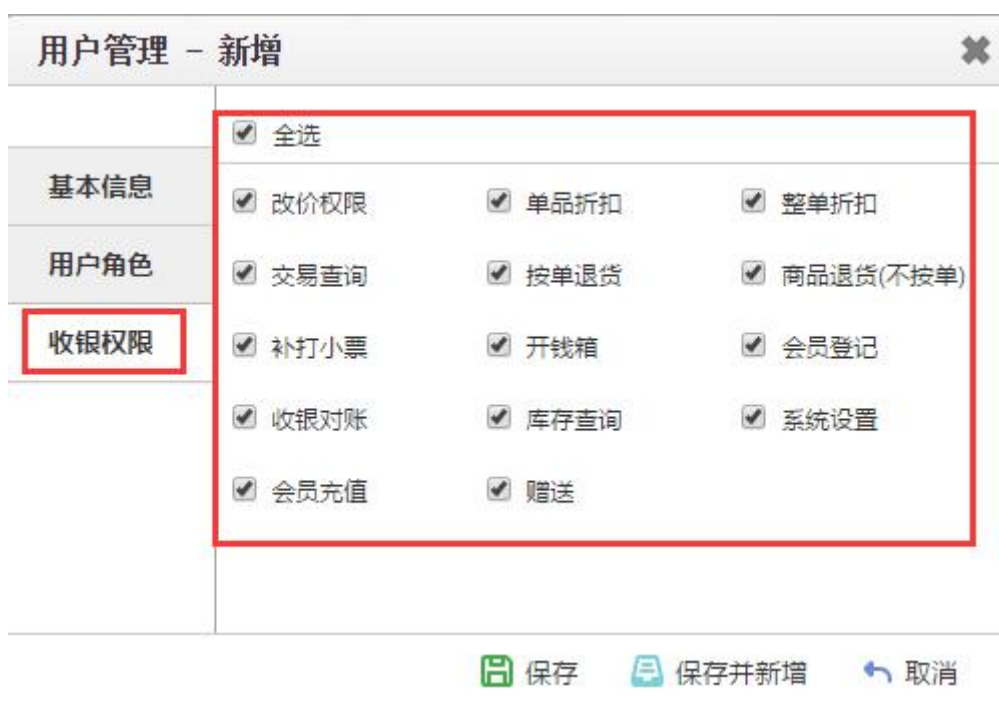 用户管理 - 新增
全选
基本信息
用户角色
收银权限
改价权限 单品折扣 整单折扣
交易查询 按单退货 商品退货(不按单)
补打小票 开钱箱 会员登记
收银对账 库存查询 系统设置
会员充值 赠送
保存 保存并新增 取消